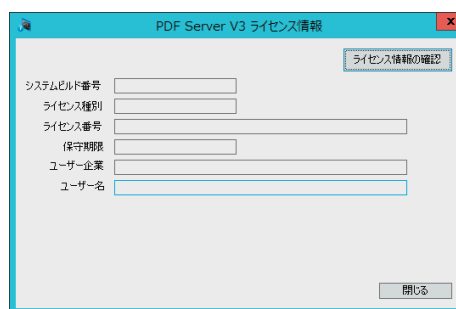 PDF Server V3 ライセンス情報
x
ライセンス情報の確認
システムビルド番号
ライセンス種別
ライセンス番号
保守期限
ユーザー企業
ユーザー名
閉じる